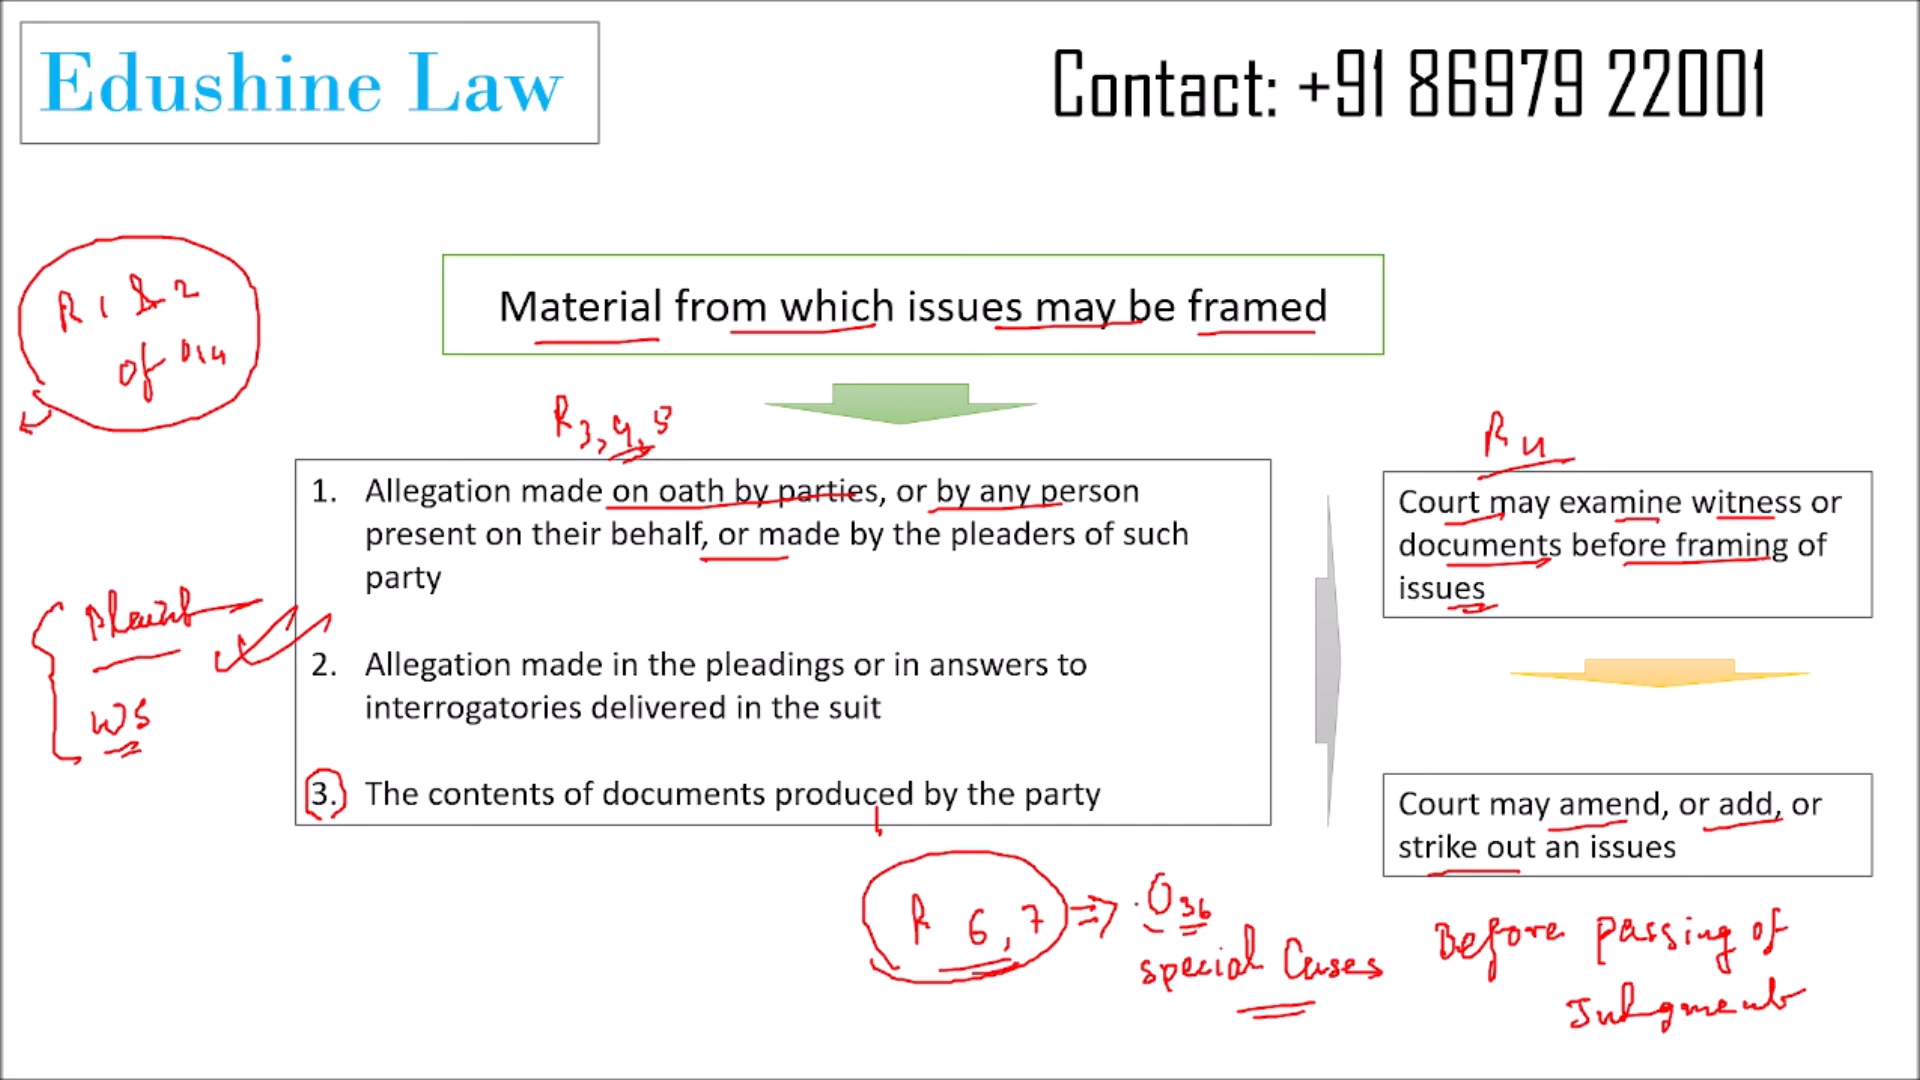 Edushine Law
Contact: +91 86979 22001
R 1 & 2
of O14
Material from which issues may be framed
R 3, 4, 5
1. Allegation made on oath by parties, or by any person
present on their behalf, or made by the pleaders of such
party
2. Allegation made in the pleadings or in answers to
interrogatories delivered in the suit
3. The contents of documents produced by the party
Plaint
WS
R 4
Court may examine witness or
documents before framing of
issues
Court may amend, or add, or
strike out an issues
R 6, 7 => O36
special Cases
Before passing of
Judgment